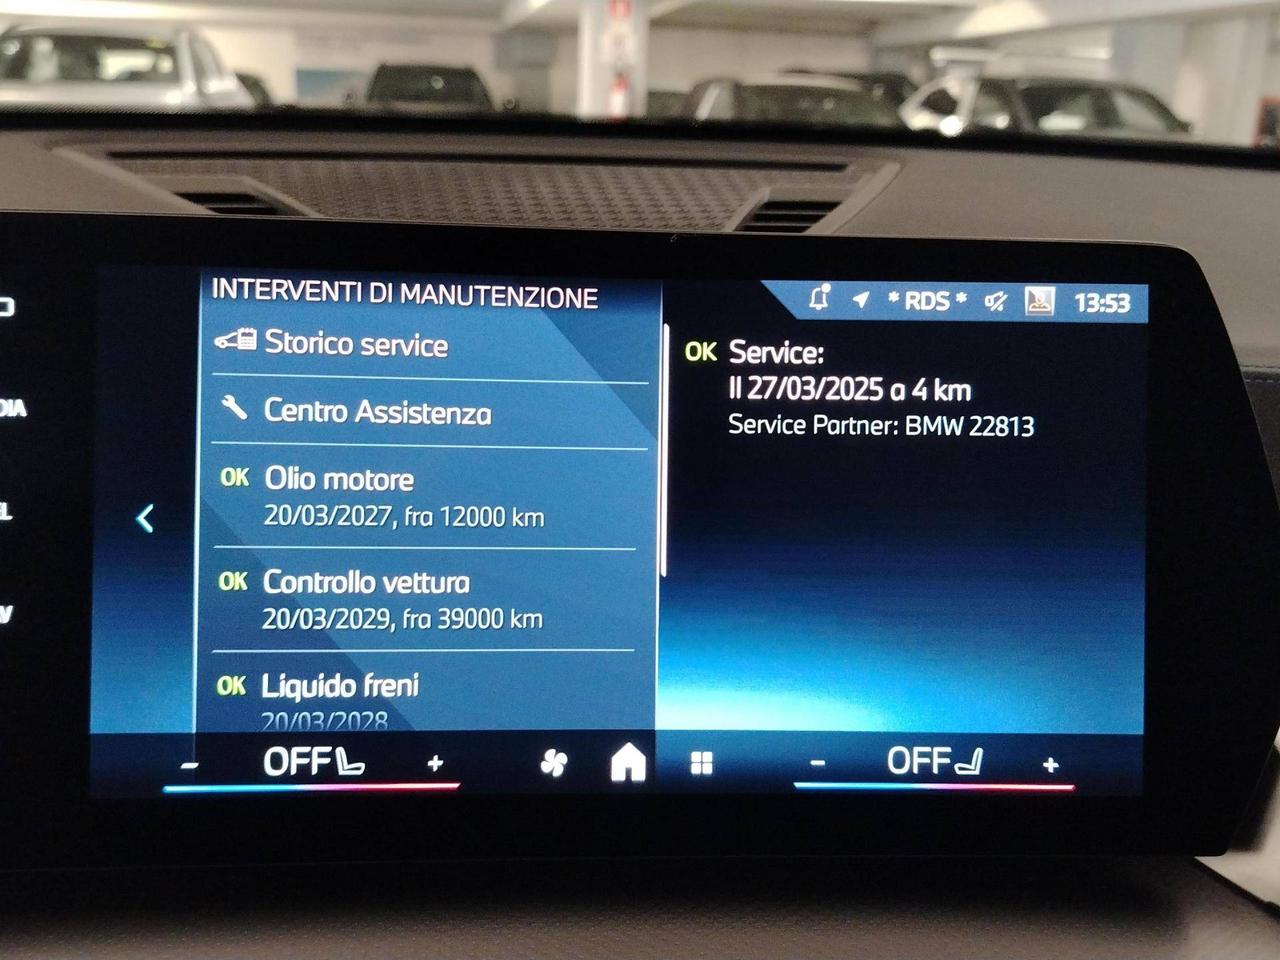 INTERVENTI DI MANUTENZIONE
Storico service
Centro Assistenza
OK Olio motore
20/03/2027, fra 12000 km
OK Controllo vettura
20/03/2029, fra 39000 km
OK Liquido freni
20/03/2028
* RDS * 13:53
OK Service:
Il 27/03/2025 a 4 km
Service Partner: BMW 22813
- OFF +
- OFF +